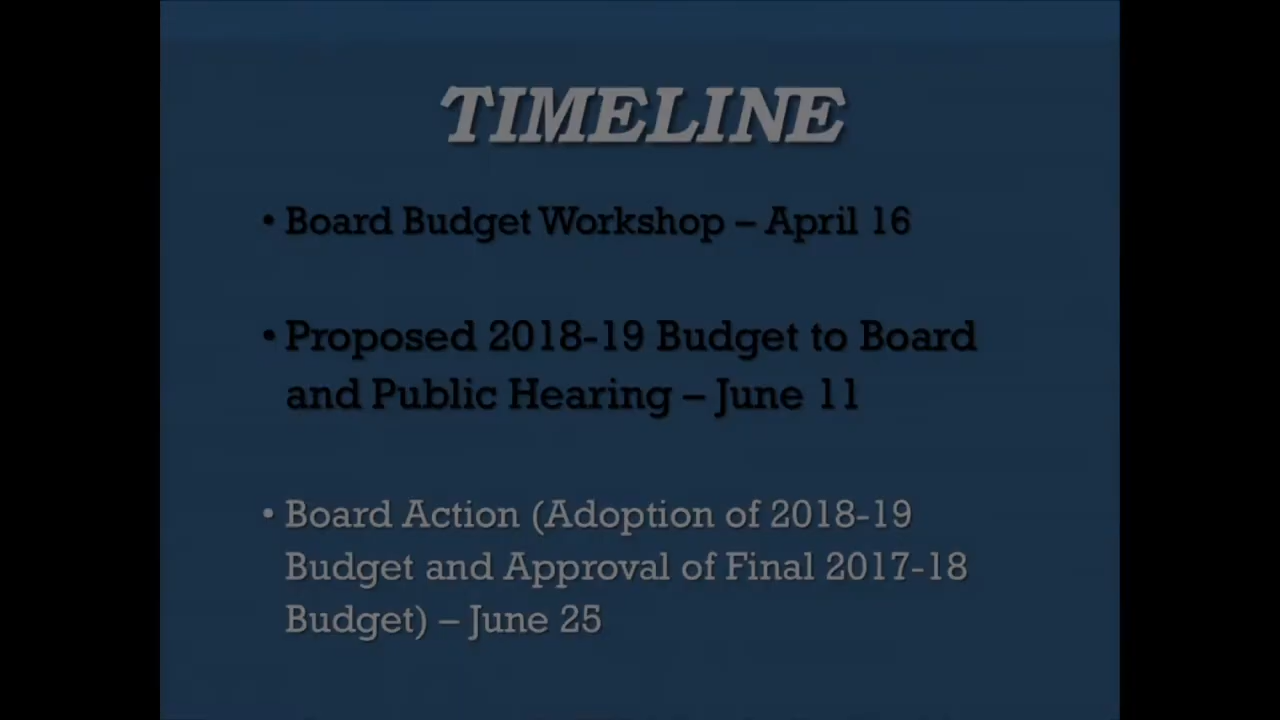 TIMELINE
• Board Budget Workshop – April 16
• Proposed 2018-19 Budget to Board
and Public Hearing – June 11
• Board Action (Adoption of 2018-19
Budget and Approval of Final 2017-18
Budget) – June 25